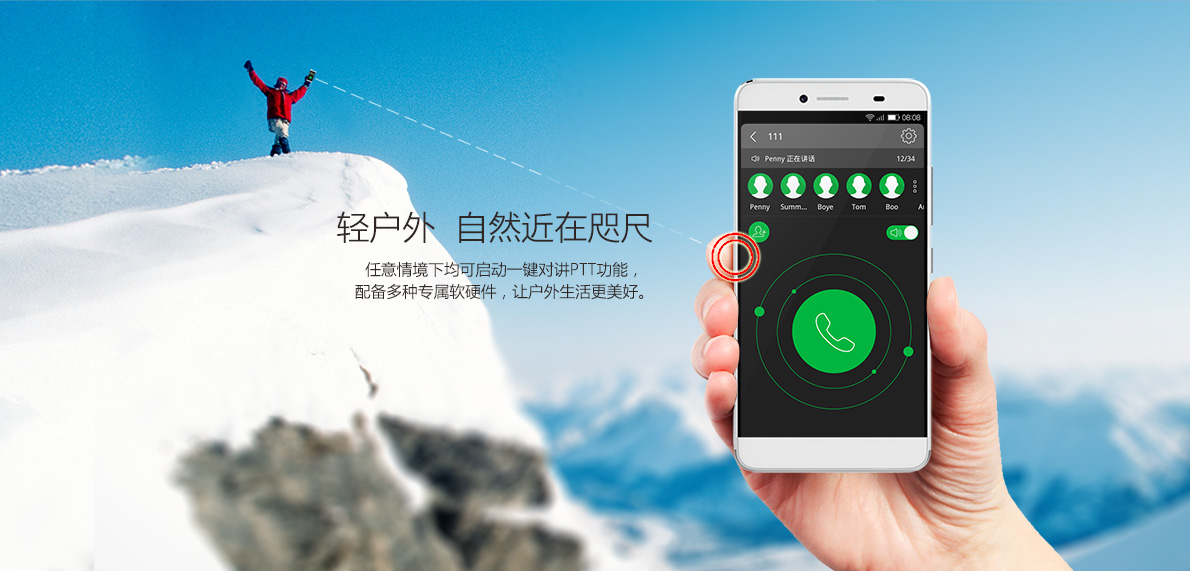 轻户外 自然近在咫尺
任意情境下均可启动一键对讲PTT功能，
配备多种专属软硬件，让户外生活更美好。
08:08
111
Penny 正在讲话 12/34
Penny Summ... Boye Tom Boo